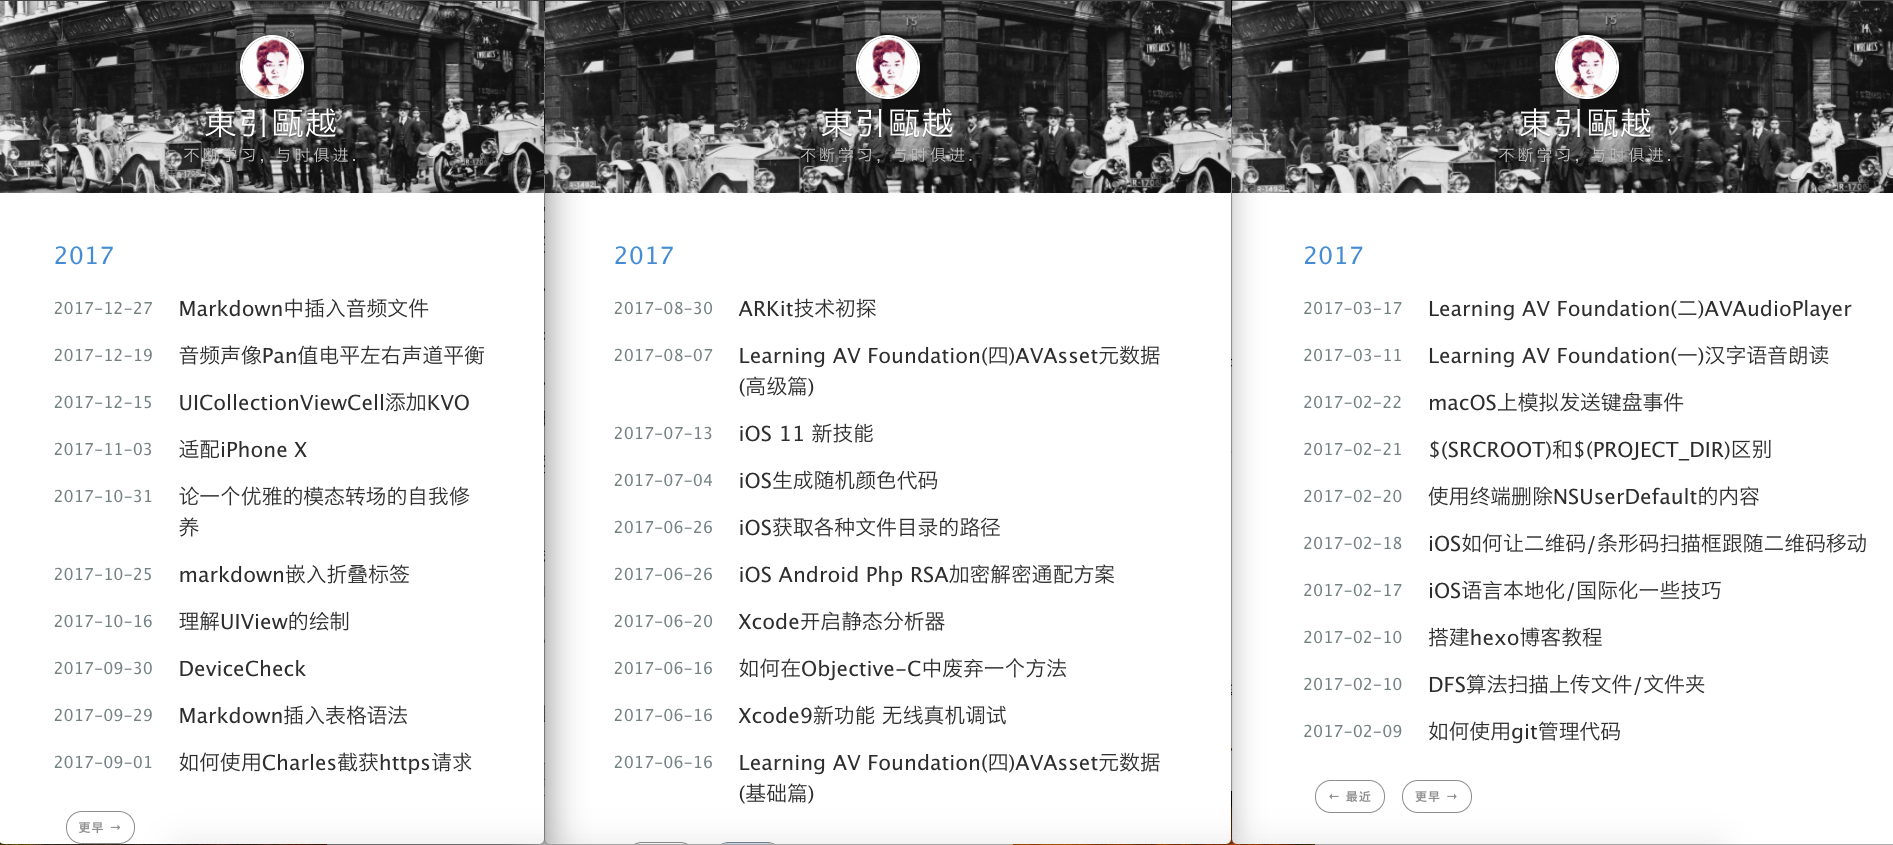 東引甌越
不断学习，与时俱进.
2017
2017-12-27 Markdown中插入音频文件
2017-12-19 音频声像Pan值电平左右声道平衡
2017-12-15 UICollectionViewCell添加KVO
2017-11-03 适配iPhone X
2017-10-31 论一个优雅的模态转场的自我修
养
2017-10-25 markdown嵌入折叠标签
2017-10-16 理解UIView的绘制
2017-09-30 DeviceCheck
2017-09-29 Markdown插入表格语法
2017-09-01 如何使用Charles截获https请求
更早 →
15
東引甌越
不断学习，与时俱进.
2017
2017-08-30 ARKit技术初探
2017-08-07 Learning AV Foundation(四)AVAsset元数据
(高级篇)
2017-07-13 iOS 11 新技能
2017-07-04 iOS生成随机颜色代码
2017-06-26 iOS获取各种文件目录的路径
2017-06-26 iOS Android Php RSA加密解密通配方案
2017-06-20 Xcode开启静态分析器
2017-06-16 如何在Objective-C中废弃一个方法
2017-06-16 Xcode9新功能 无线真机调试
2017-06-16 Learning AV Foundation(四)AVAsset元数据
(基础篇)
15
東引甌越
不断学习，与时俱进.
2017
2017-03-17 Learning AV Foundation(二)AVAudioPlayer
2017-03-11 Learning AV Foundation(一)汉字语音朗读
2017-02-22 macOS上模拟发送键盘事件
2017-02-21 $(SRCROOT)和$(PROJECT_DIR)区别
2017-02-20 使用终端删除NSUserDefault的内容
2017-02-18 iOS如何让二维码/条形码扫描框跟随二维码移动
2017-02-17 iOS语言本地化/国际化一些技巧
2017-02-10 搭建hexo博客教程
2017-02-10 DFS算法扫描上传文件/文件夹
2017-02-09 如何使用git管理代码
← 最近 更早 →